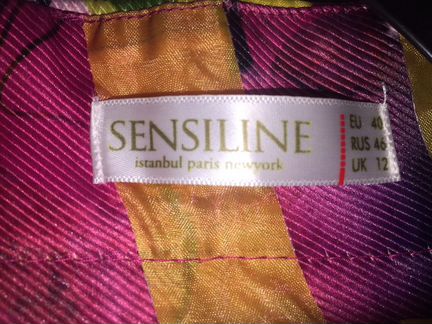 SENSILINE
istanbul paris newyork
EU 40
RUS 46
UK 12